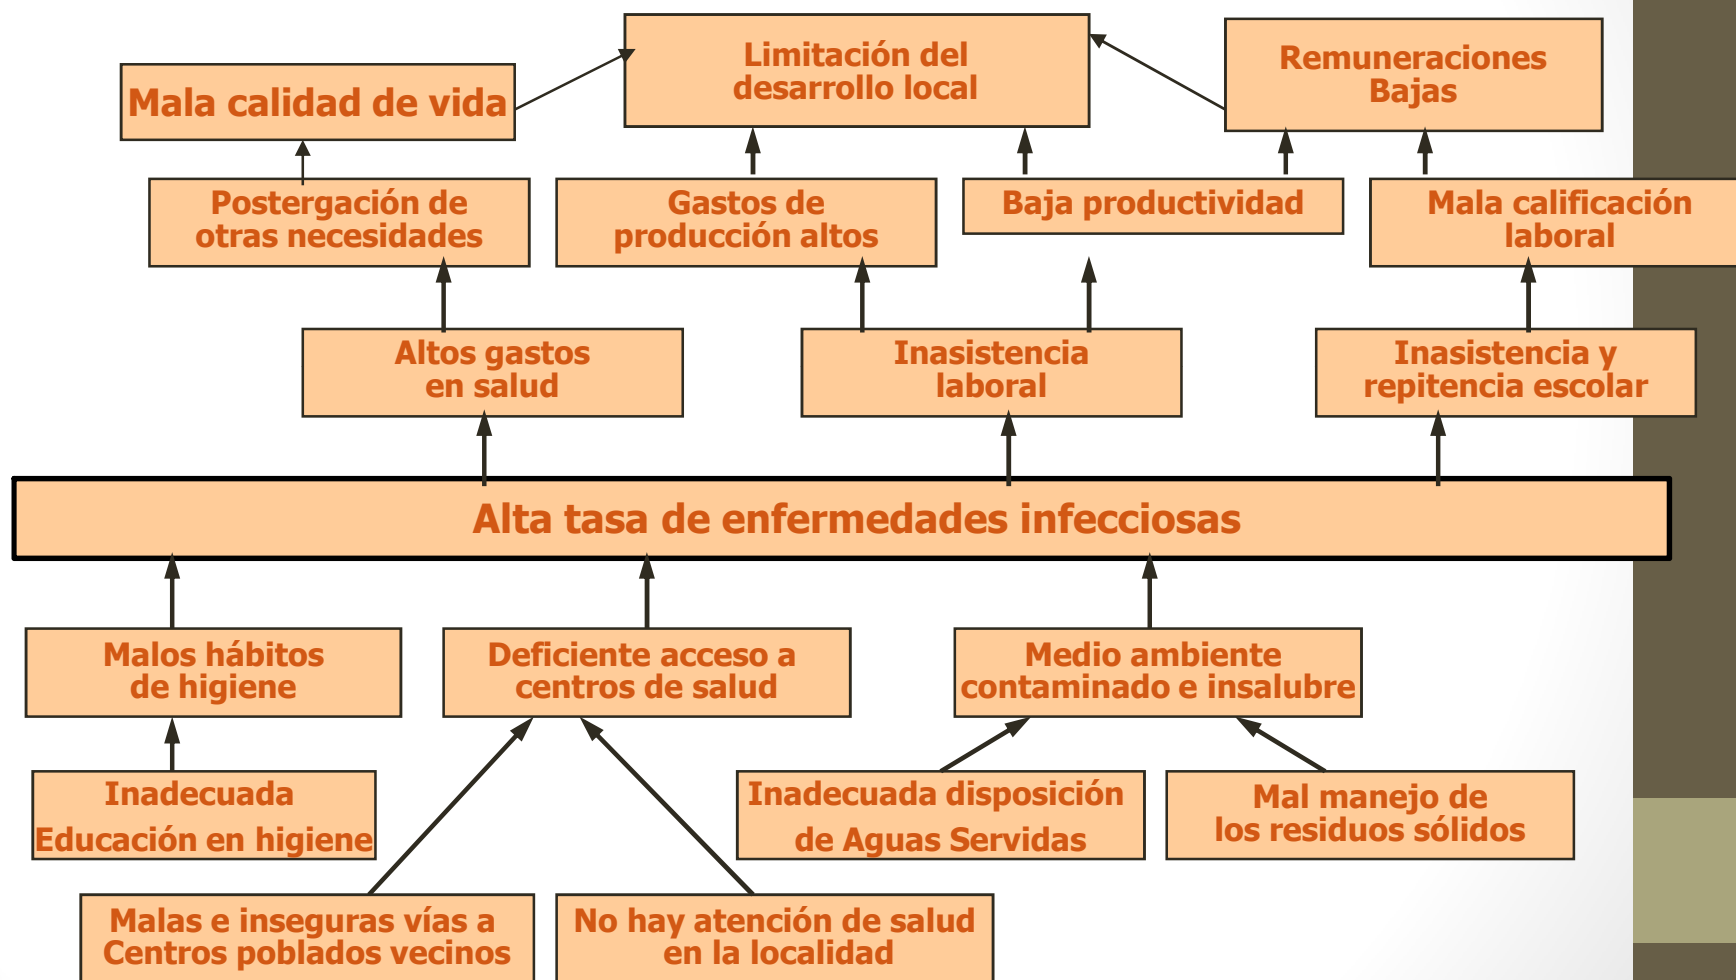 Limitación del
desarrollo local
Remuneraciones
Bajas
Mala calidad de vida
Postergación de
otras necesidades
Gastos de
producción altos
Baja productividad
Mala calificación
laboral
Altos gastos
en salud
Inasistencia
laboral
Inasistencia y
repitencia escolar
Alta tasa de enfermedades infecciosas
Malos hábitos
de higiene
Deficiente acceso a
centros de salud
Medio ambiente
contaminado e insalubre
Inadecuada
Educación en higiene
Inadecuada disposición
de Aguas Servidas
Mal manejo de
los residuos sólidos
Malas e inseguras vías a
Centros poblados vecinos
No hay atención de salud
en la localidad